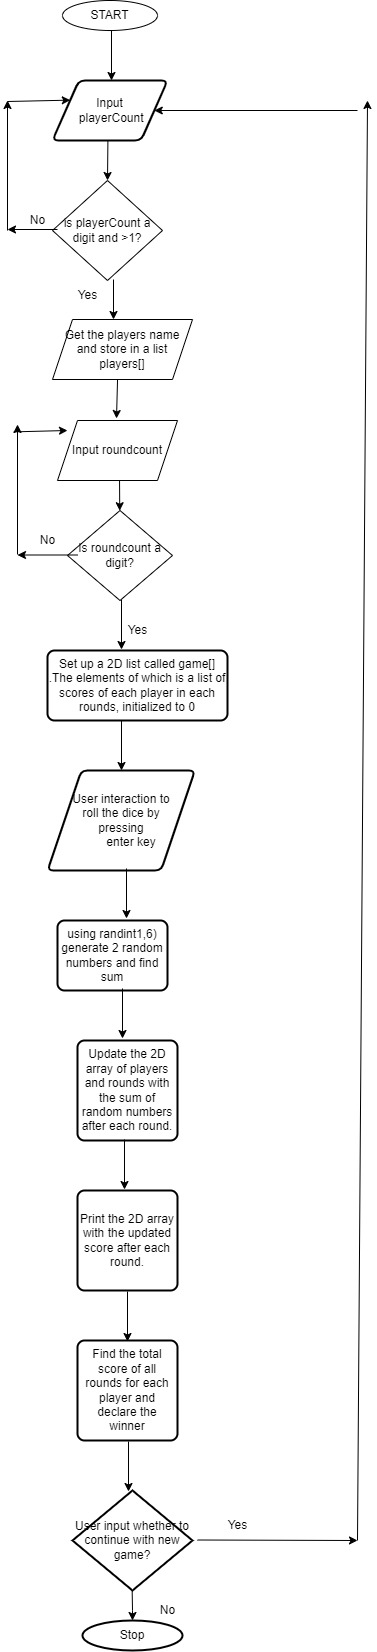 START
Input
playerCount
No
Is playerCount a
digit and >1?
Yes
Get the players name
and store in a list
players[]
Input roundcount
No
Is roundcount a
digit?
Yes
Set up a 2D list called game[]
.The elements of which is a list of
scores of each player in each
rounds, initialized to 0
User interaction to
roll the dice by
pressing
enter key
using randint1,6)
generate 2 random
numbers and find
sum
Update the 2D
array of players
and rounds with
the sum of
random numbers
after each round.
Print the 2D array
with the updated
score after each
round.
Find the total
score of all
rounds for each
player and
declare the
winner
User input whether to
continue with new
game?
Yes
No
Stop